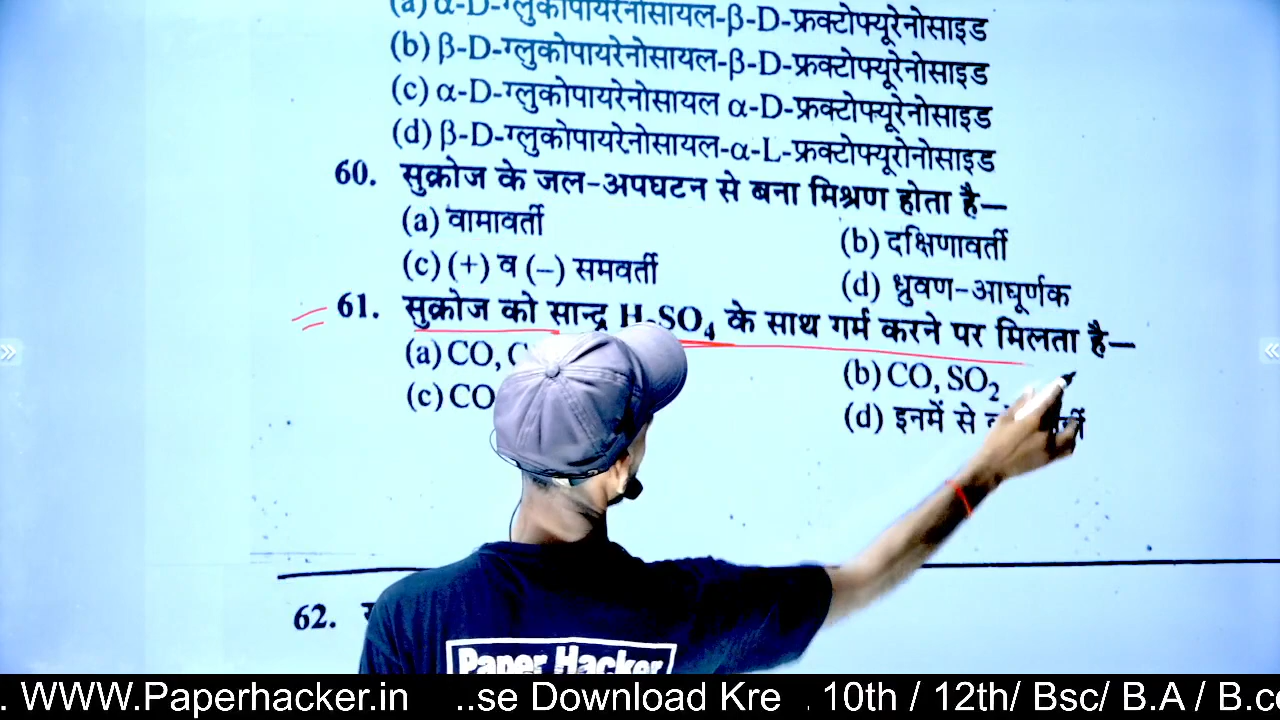 (a) α-D-ग्लुकोपायरेनोसायल-β-D-फ्रक्टोफ्यूरेनोसाइड
(b) β-D-ग्लुकोपायरेनोसायल-β-D-फ्रक्टोफ्यूरेनोसाइड
(c) α-D-ग्लुकोपायरेनोसायल α-D-फ्रक्टोफ्यूरेनोसाइड
(d) β-D-ग्लुकोपायरेनोसायल-α-L-फ्रक्टोफ्यूरोनोसाइड
60. सुक्रोज के जल-अपघटन से बना मिश्रण होता है—
(a) वामावर्ती (b) दक्षिणावर्ती
(c) (+) व (–) समवर्ती (d) ध्रुवण-आघूर्णक
61. सुक्रोज को सान्द्र H2SO4 के साथ गर्म करने पर मिलता है—
(a) CO, (b) CO, SO2
(c) CO (d) इनमें से
62.
Paper Hacker
. WWW.Paperhacker.in ..se Download Kre . 10th / 12th/ Bsc/ B.A / B.co